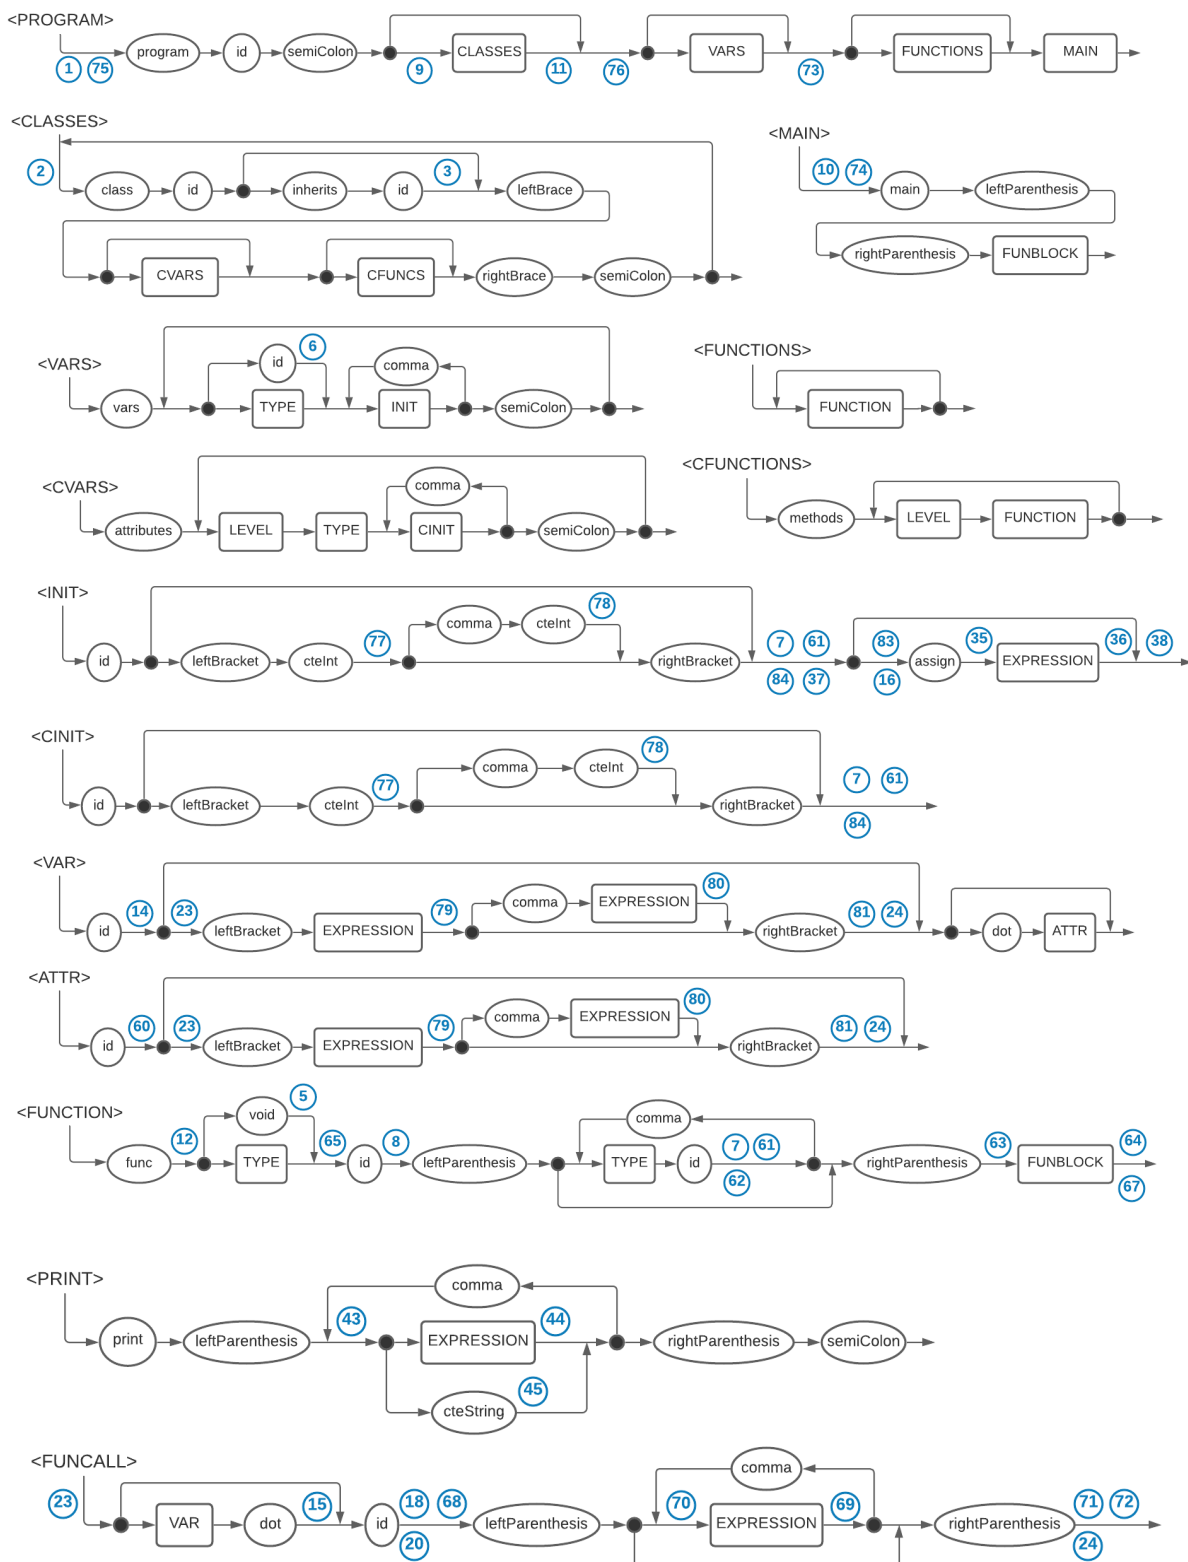 <PROGRAM>
program id semiColon CLASSES VARS FUNCTIONS MAIN
1 75 9 11 76 73
<CLASSES>
2 class id inherits id 3 leftBrace
CVARS CFUNCS rightBrace semiColon
<MAIN>
10 74 main leftParenthesis
rightParenthesis FUNBLOCK
<VARS>
id 6 comma
vars TYPE INIT semiColon
<FUNCTIONS>
FUNCTION
<CVARS>
comma
attributes LEVEL TYPE CINIT semiColon
<CFUNCTIONS>
methods LEVEL FUNCTION
<INIT>
comma cteInt 78
id leftBracket cteInt 77 rightBracket 7 61 83 assign 35 EXPRESSION 36 38
84 37 16
<CINIT>
comma cteInt 78
id leftBracket cteInt 77 rightBracket 7 61
84
<VAR>
comma EXPRESSION 80
id 14 23 leftBracket EXPRESSION 79 rightBracket 81 24 dot ATTR
<ATTR>
comma EXPRESSION 80
id 60 23 leftBracket EXPRESSION 79 rightBracket 81 24
<FUNCTION>
void 5 comma
func 12 TYPE 65 id 8 leftParenthesis TYPE id 7 61 rightParenthesis 63 FUNBLOCK 64
62 67
<PRINT>
comma
print leftParenthesis 43 EXPRESSION 44 rightParenthesis semiColon
cteString 45
<FUNCALL>
comma
23 VAR dot 15 id 18 68 leftParenthesis 70 EXPRESSION 69 rightParenthesis 71 72
20 24